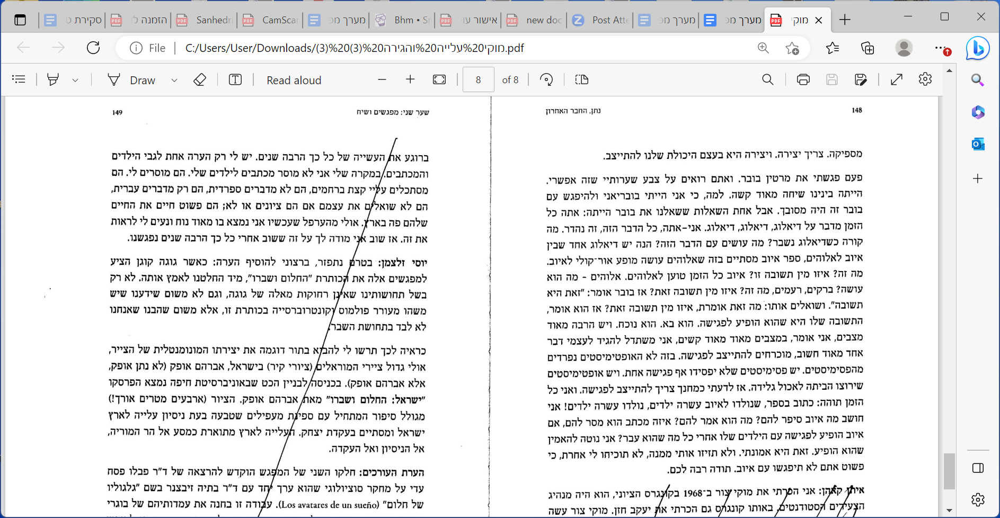 סקירת ס
הזמנה לז
Sanhedri
CamScan
מערך מפ
Bhm • Sr
אישור עו
new doc
Post Atte
מערך מפ
מערך מפ
מוקי
File
C:/Users/User/Downloads/(3)%20(3)%20מוקי%20עלייה%20והגירה.pdf
Draw
Read aloud
8
of 8
148
נתן, החבר האחרון
מספיקה. צריך יצירה. ויצירה היא בעצם היכולת שלנו להתייצב.
פעם פגשתי את מרטין בובר. ואתם רואים על צבע שערותיי שזה אפשרי.
הייתה בינינו שיחה מאוד קשה. למה, כי אני הייתי בובריאני ולהיפגש עם
בובר זה היה מסובך. אבל אחת השאלות ששאלנו את בובר הייתה: אתה כל
הזמן מדבר על דיאלוג, דיאלוג, דיאלוג. אני-אתה, כל הדבר הזה, זה נהדר. מה
קורה כשדיאלוג נשבר? מה עושים עם הדבר הזה? הנה יש דיאלוג אחד שבין
איוב לאלוהים, ספר איוב מסתיים בזה שאלוהים עושה מופע אור־קולי לאיוב.
מה זה? איזו מין תשובה זו? איוב כל הזמן טוען לאלוהים. אלוהים - מה הוא
עושה? ברקים, רעמים, מה זה? איזו מין תשובה זאת? אז בובר אומר: "זאת היא
תשובה". ושואלים אותו: מה זאת אומרת, איזו מין תשובה זאת? אז הוא אומר,
התשובה שלו היא שהוא הופיע לפגישה. הוא בא. הוא נוכח. ויש הרבה מאוד
מצבים, אני אומר, במצבים מאוד מאוד קשים, אני משתדל להגיד לעצמי דבר
אחד מאוד חשוב, מוכרחים להתייצב לפגישה. בזה לא האופטימיסטים נפרדים
מהפסימיסטים. יש פסימיסטים שלא יפסידו אף פגישה אחת. ויש אופטימיסטים
שירוצו הביתה לאכול גלידה. אז לדעתי כמחנך צריך להתייצב לפגישה. ואני כל
הזמן תוהה: כתוב בספר, שנולדו לאיוב עשרה ילדים, נולדו עשרה ילדים! אני
חושב מה איוב סיפר להם? מה הוא אמר להם? איזה מכתב הוא מסר להם, אם
איוב הופיע לפגישה עם הילדים שלו אחרי כל מה שהוא עבר? אני נוטה להאמין
שהוא הופיע. זאת היא אמונתי. ולא תזיזו אותי ממנה, לא תוכיחו לי אחרת, כי
פשוט אתם לא תיפגשו עם איוב. תודה רבה לכם.
איתן קאהן: אני הכרתי את מוקי צור ב־1968 בקונגרס הציוני, הוא היה מנהיג
הצעירים הסטודנטים. באותו קונגרס גם הכרתי את יעקב חזן. מוקי צור עשה
שער שני: מפגשים ושיח
149
ברוגע את העשייה של כל כך הרבה שנים. יש לי רק הערה אחת לגבי הילדים
והמכתבים. במקרה שלי אני לא מוסר מכתבים לילדים שלי. הם מוסרים לי. הם
מסתכלים עליי קצת ברחמים, הם לא מדברים ספרדית, הם רק מדברים עברית,
הם לא שואלים את עצמם אם הם ציונים או לא; הם פשוט חיים את החיים
שלהם פה בארץ. אולי מהערפל שעכשיו אני נמצא בו מאוד נוח ונעים לי לראות
את זה. אז שוב אני מודה לך על זה ששוב אחרי כל כך הרבה שנים נפגשנו.
יוסי זלצמן: בטרם נתפזר, ברצוני להוסיף הערה: כאשר גוגה קוגן הציע
למפגשים אלה את הכותרת "החלום ושברו", מיד החלטנו לאמץ אותה. לא רק
בשל תחושותינו שאינן רחוקות מאלה של גוגה, וגם לא משום שידענו שיש
משהו מעורר פולמוס וקונטרוברסייה בכותרת זו, אלא משום שהבנו שאנחנו
לא לבד בתחושת השבר.
כראיה לכך תרשו לי להביא בתור דוגמה את יצירתו המונומנטלית של הצייר,
אולי גדול ציירי המוראלים (ציורי קיר) בישראל, אברהם אופק (לא נתן אופק,
אלא אברהם אופק). בכניסה לבניין הכט שבאוניברסיטת חיפה נמצא הפרסקו
"ישראל: החלום ושברו" מאת אברהם אופק. הציור (ארבעים מטרים אורך!)
מגולל סיפור המתחיל עם ספינת מעפילים שטבעה בעת ניסיון עלייה לארץ
ישראל ומסתיים בעקדת יצחק. העלייה לארץ מתוארת כמסע אל הר המוריה,
אל הניסיון ואל העקדה.
הערת העורכים: חלקו השני של המפגש הוקדש להרצאה של ד"ר פבלו פסח
עדי על מחקר סוציולוגי שהוא ערך יחד עם ד"ר בתיה זיבצנר בשם "גלגוליו
של חלום" (Los avatares de un sueño). עבודה זו בחנה את עמדותיהם של בוגרי